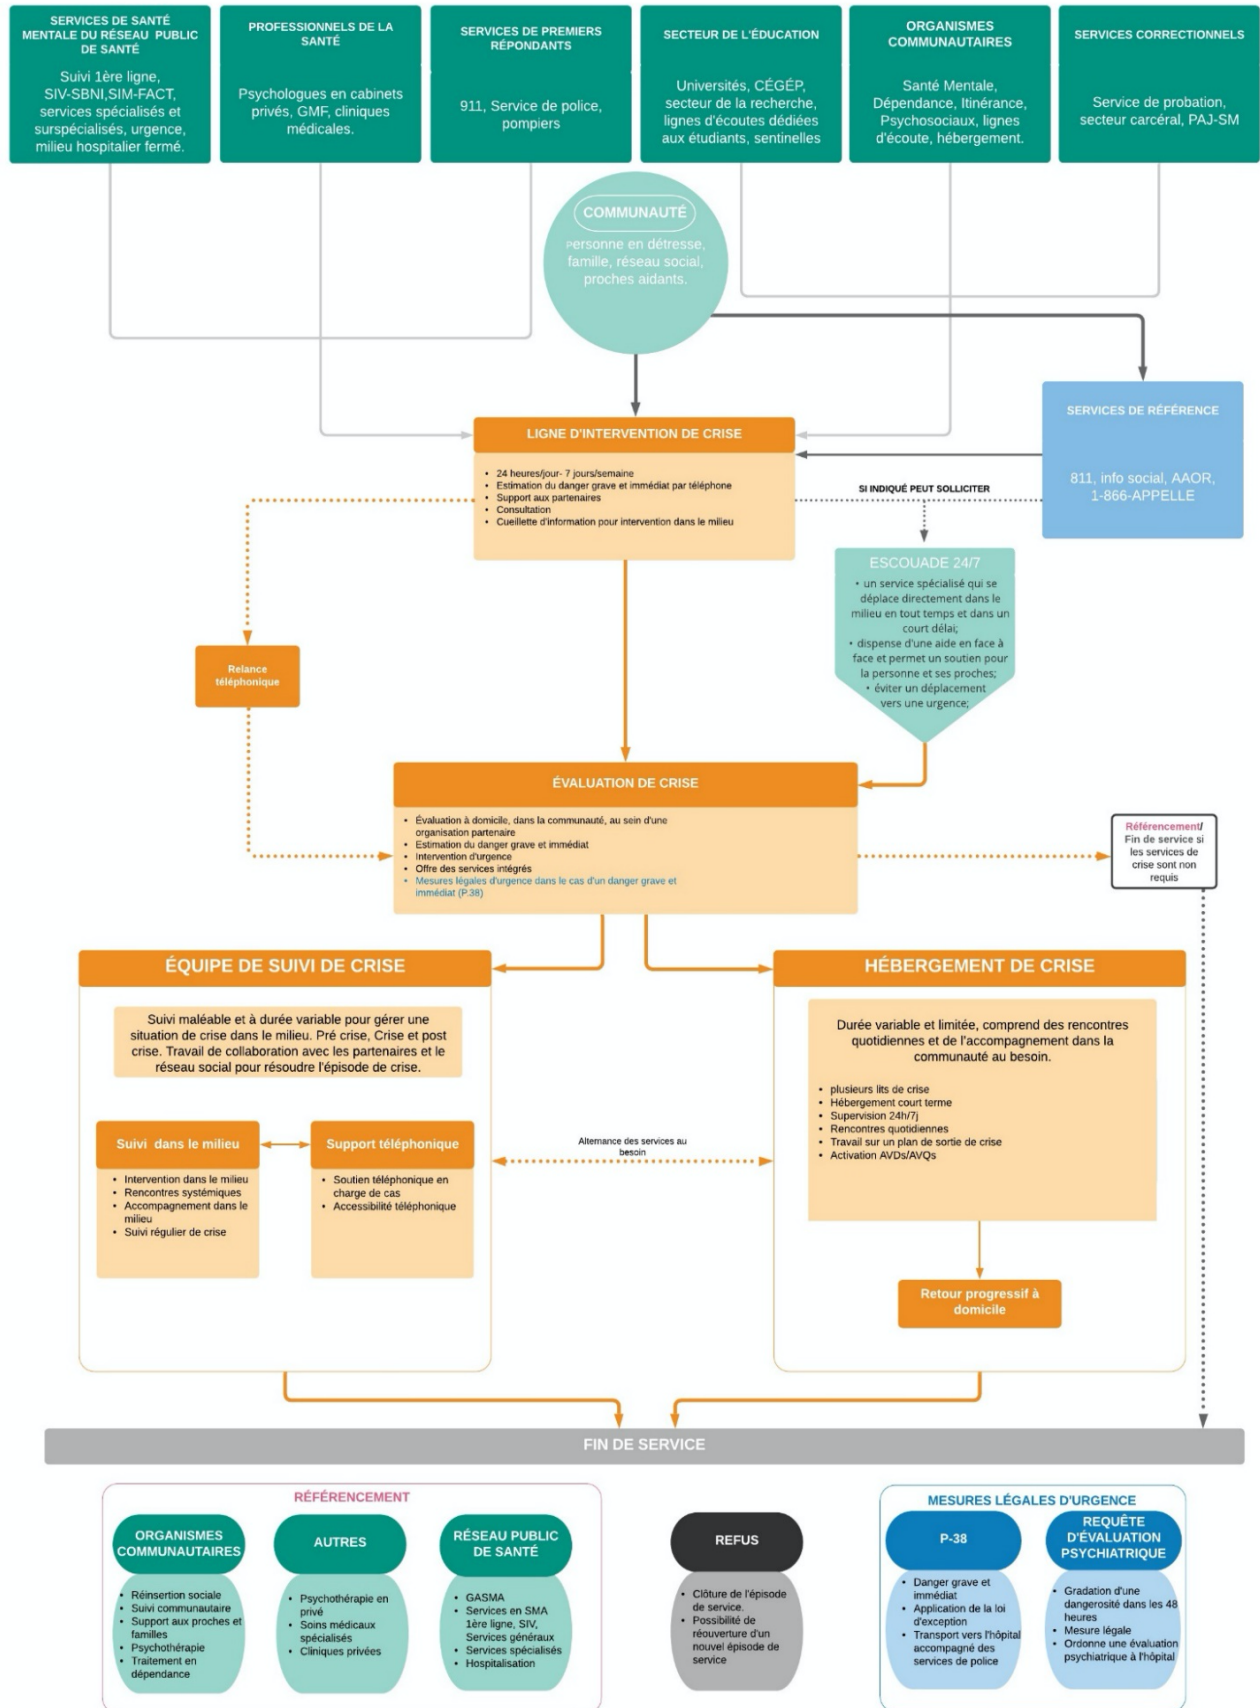 SERVICES DE SANTÉ
MENTALE DU RÉSEAU PUBLIC
DE SANTÉ
Suivi 1ère ligne,
SIV-SBNI,SIM-FACT,
services spécialisés et
surspécialisés, urgence,
milieu hospitalier fermé.
PROFESSIONNELS DE LA
SANTÉ
Psychologues en cabinets
privés, GMF, cliniques
médicales.
SERVICES DE PREMIERS
RÉPONDANTS
911, Service de police,
pompiers
SECTEUR DE L'ÉDUCATION
Universités, CÉGÉP,
secteur de la recherche,
lignes d'écoutes dédiées
aux étudiants, sentinelles
ORGANISMES
COMMUNAUTAIRES
Santé Mentale,
Dépendance, Itinérance,
Psychosociaux, lignes
d'écoute, hébergement.
SERVICES CORRECTIONNELS
Service de probation,
secteur carcéral, PAJ-SM
COMMUNAUTÉ
Personne en détresse,
famille, réseau social,
proches aidants.
SERVICES DE RÉFÉRENCE
811, info social, AAOR,
1-866-APPELLE
LIGNE D'INTERVENTION DE CRISE
• 24 heures/jour- 7 jours/semaine
• Estimation du danger grave et immédiat par téléphone
• Support aux partenaires
• Consultation
• Cueillette d'information pour intervention dans le milieu
SI INDIQUÉ PEUT SOLLICITER
ESCOUADE 24/7
• un service spécialisé qui se
déplace directement dans le
milieu en tout temps et dans un
court délai;
• dispense d'une aide en face à
face et permet un soutien pour
la personne et ses proches;
• éviter un déplacement
vers une urgence;
Relance
téléphonique
ÉVALUATION DE CRISE
• Évaluation à domicile, dans la communauté, au sein d'une
organisation partenaire
• Estimation du danger grave et immédiat
• Intervention d'urgence
• Offre des services intégrés
• Mesures légales d'urgence dans le cas d'un danger grave et
immédiat (P.38)
Référencement/
Fin de service si
les services de
crise sont non
requis
ÉQUIPE DE SUIVI DE CRISE
Suivi maléable et à durée variable pour gérer une
situation de crise dans le milieu. Pré crise, Crise et post
crise. Travail de collaboration avec les partenaires et le
réseau social pour résoudre l'épisode de crise.
Suivi dans le milieu
• Intervention dans le milieu
• Rencontres systémiques
• Accompagnement dans le
milieu
• Suivi régulier de crise
Support téléphonique
• Soutien téléphonique en
charge de cas
• Accessibilité téléphonique
Alternance des services au
besoin
HÉBERGEMENT DE CRISE
Durée variable et limitée, comprend des rencontres
quotidiennes et de l'accompagnement dans la
communauté au besoin.
• plusieurs lits de crise
• Hébergement court terme
• Supervision 24h/7j
• Rencontres quotidiennes
• Travail sur un plan de sortie de crise
• Activation AVDs/AVQs
Retour progressif à
domicile
FIN DE SERVICE
RÉFÉRENCEMENT
ORGANISMES
COMMUNAUTAIRES
• Réinsertion sociale
• Suivi communautaire
• Support aux proches et
familles
• Psychothérapie
• Traitement en
dépendance
AUTRES
• Psychothérapie en
privé
• Soins médicaux
spécialisés
• Cliniques privées
RÉSEAU PUBLIC
DE SANTÉ
• GASMA
• Services en SMA
1ère ligne, SIV,
Services généraux
• Services spécialisés
• Hospitalisation
REFUS
• Clôture de l'épisode
de service.
• Possibilité de
réouverture d'un
nouvel épisode de
service
MESURES LÉGALES D'URGENCE
P-38
• Danger grave et
immédiat
• Application de la loi
d'exception
• Transport vers l'hôpital
accompagné des
services de police
REQUÊTE
D'ÉVALUATION
PSYCHIATRIQUE
• Gradation d'une
dangerosité dans les 48
heures
• Mesure légale
• Ordonne une évaluation
psychiatrique à l'hôpital